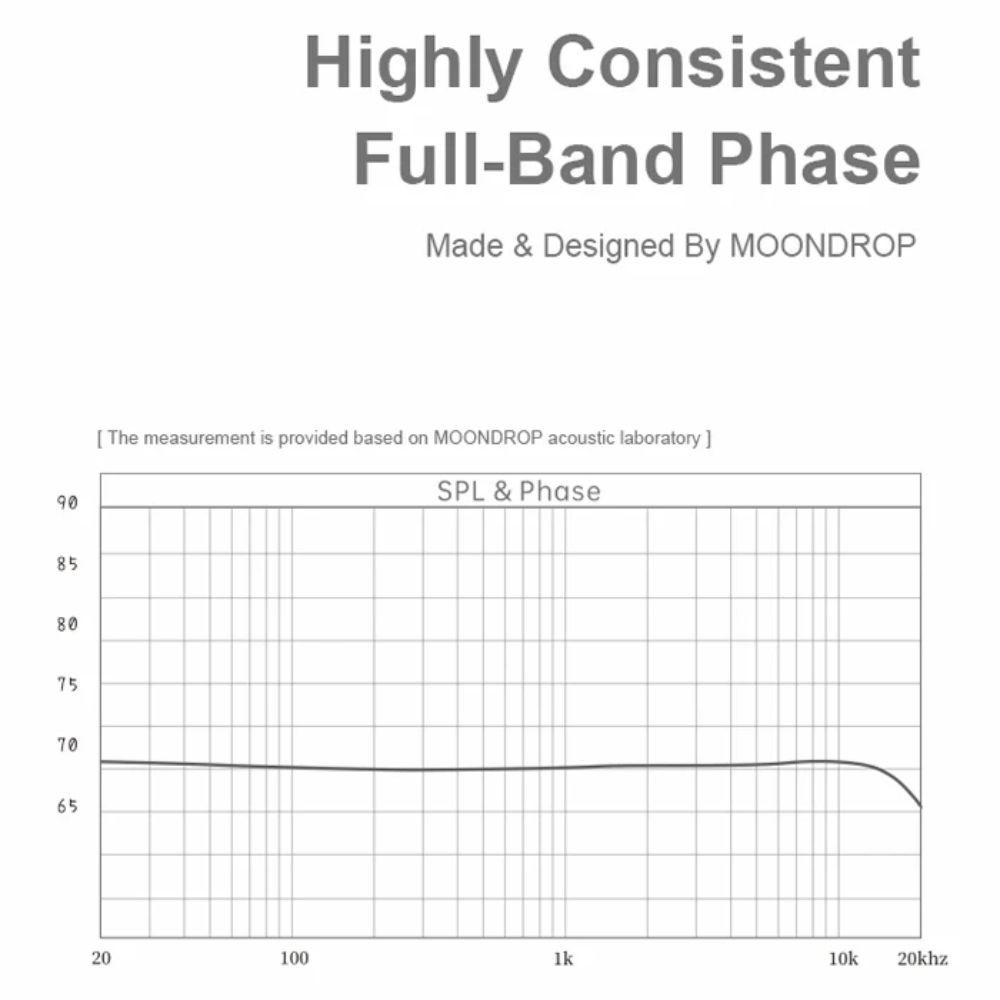 Highly Consistent
Full-Band Phase
Made & Designed By MOONDROP
[ The measurement is provided based on MOONDROP acoustic laboratory ]
SPL & Phase
90
85
80
75
70
65
20 100 1k 10k 20khz